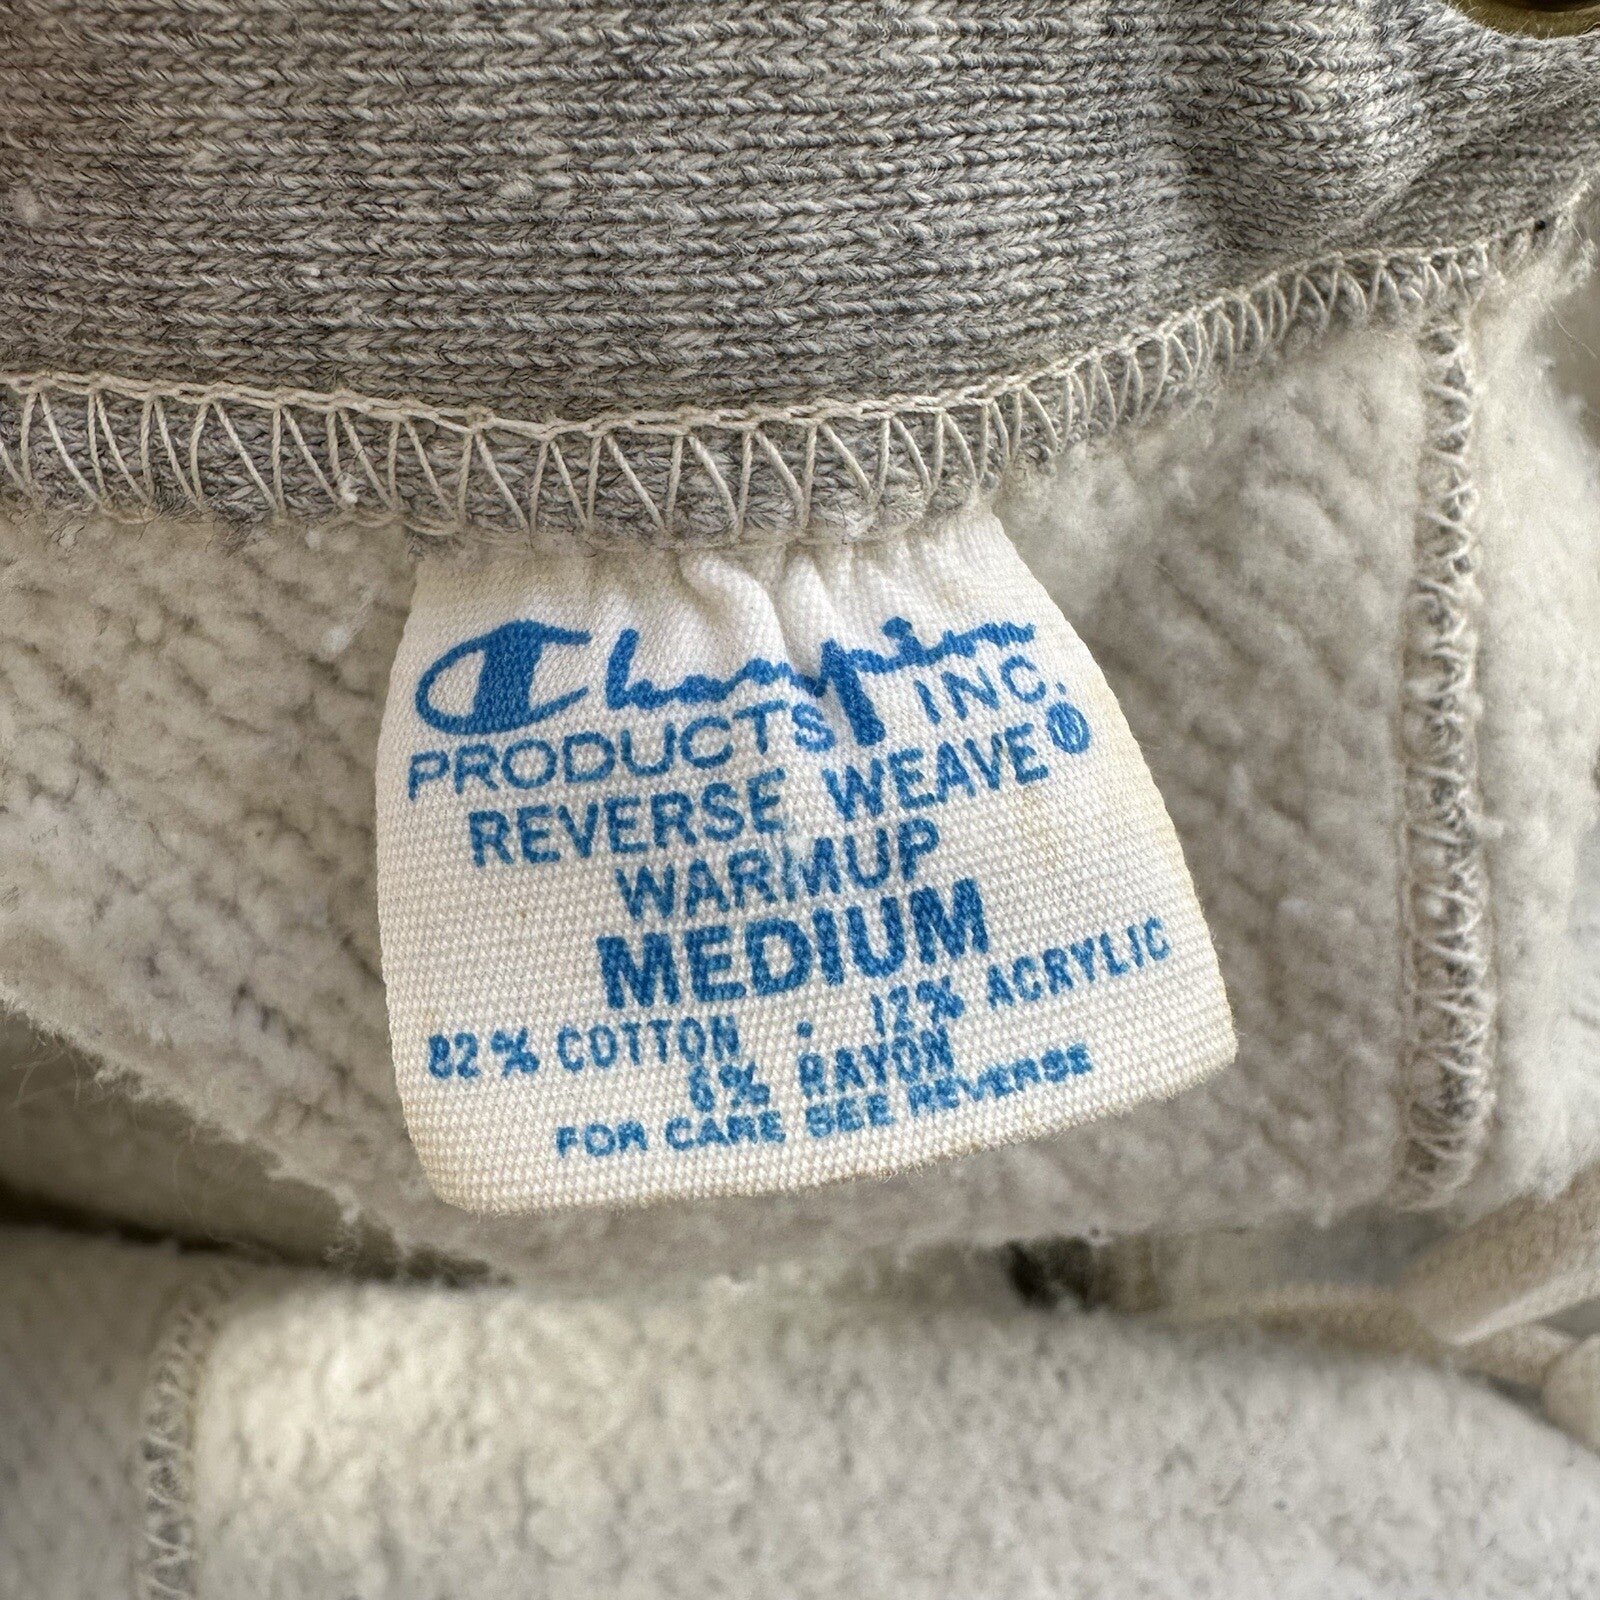 Champion
PRODUCTS INC.
REVERSE WEAVE®
WARMUP
MEDIUM
82% COTTON • 12% ACRYLIC
6% RAYON
FOR CARE SEE REVERSE